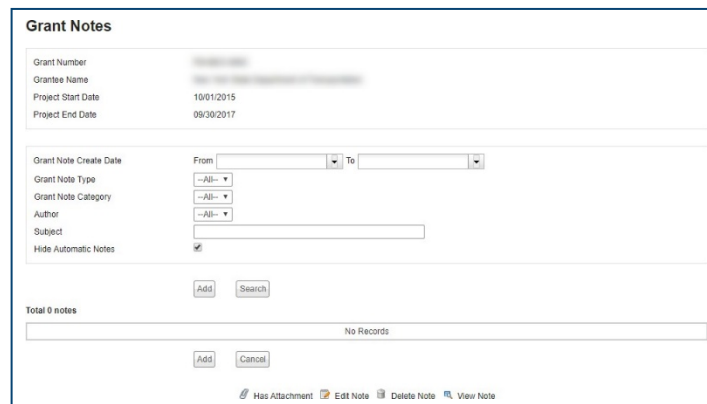 Grant Notes
Grant Number
Grantee Name
Project Start Date 10/01/2015
Project End Date 09/30/2017
Grant Note Create Date From To
Grant Note Type --All--
Grant Note Category --All--
Author --All--
Subject
Hide Automatic Notes
Add Search
Total 0 notes
No Records
Add Cancel
Has Attachment Edit Note Delete Note View Note